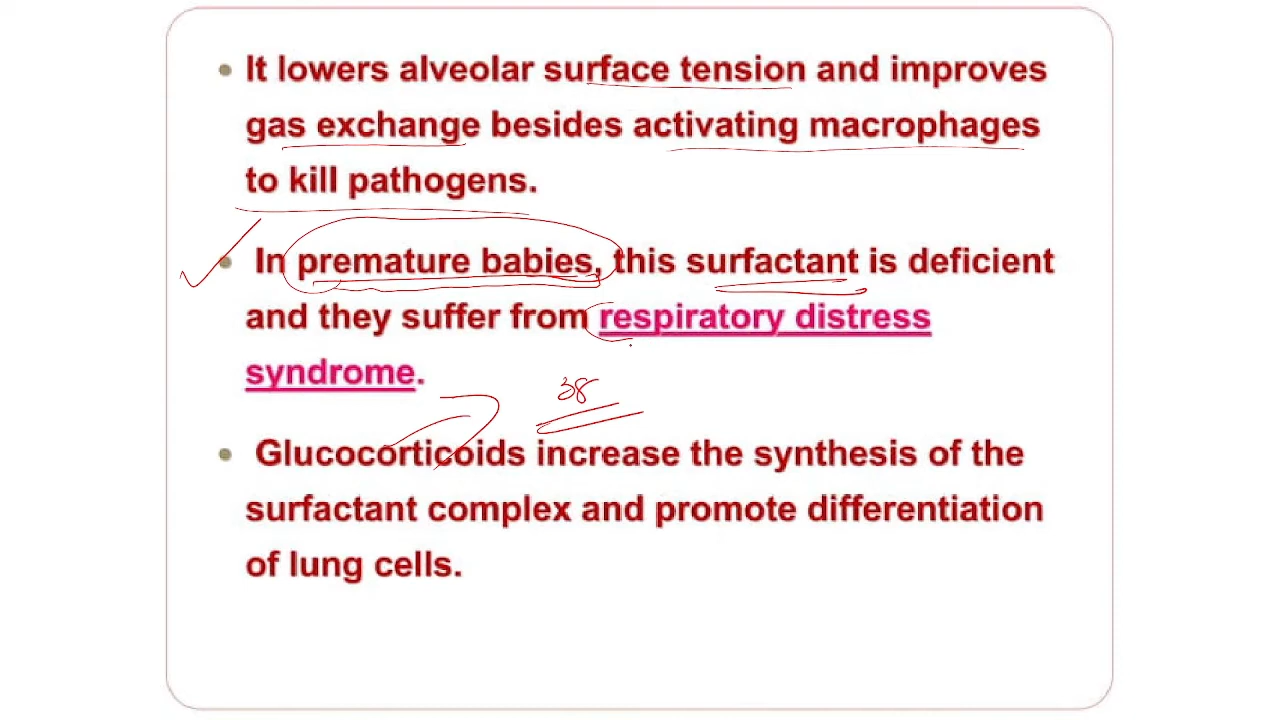 • It lowers alveolar surface tension and improves
gas exchange besides activating macrophages
to kill pathogens.
• In premature babies, this surfactant is deficient
and they suffer from respiratory distress
syndrome.
38
• Glucocorticoids increase the synthesis of the
surfactant complex and promote differentiation
of lung cells.